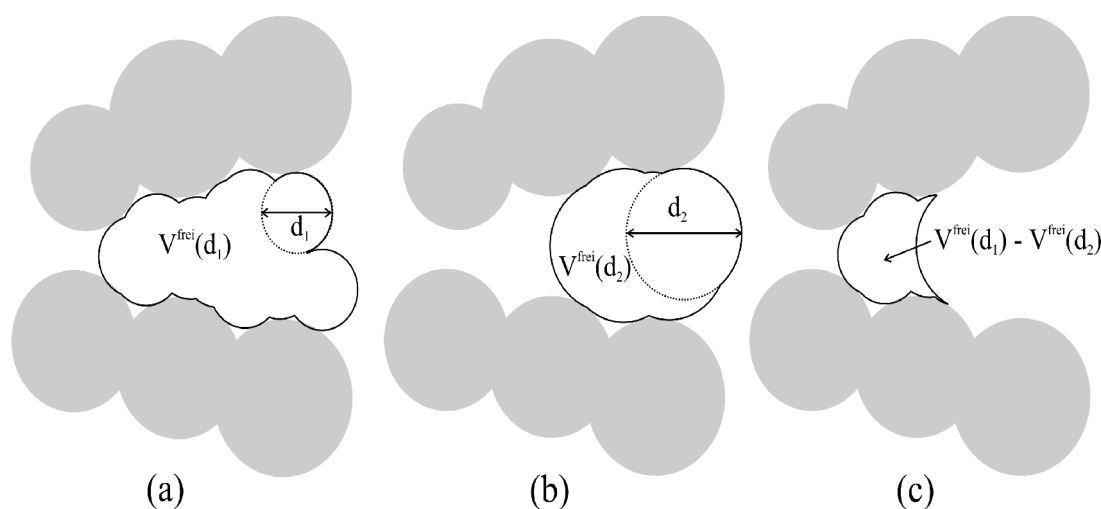 V^frei(d₁)
d₁
(a)
V^frei(d₂)
d₂
(b)
V^frei(d₁) - V^frei(d₂)
(c)